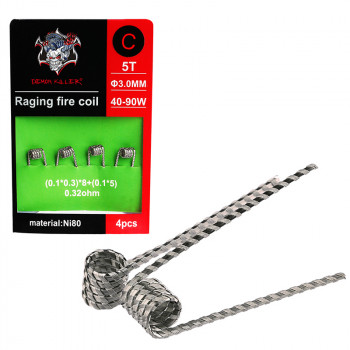 C
5T
DEMON KILLER
Φ3.0MM
Raging fire coil
40-90W
(0.1*0.3)*8+(0.1*5)
0.32ohm
material:Ni80
4pcs